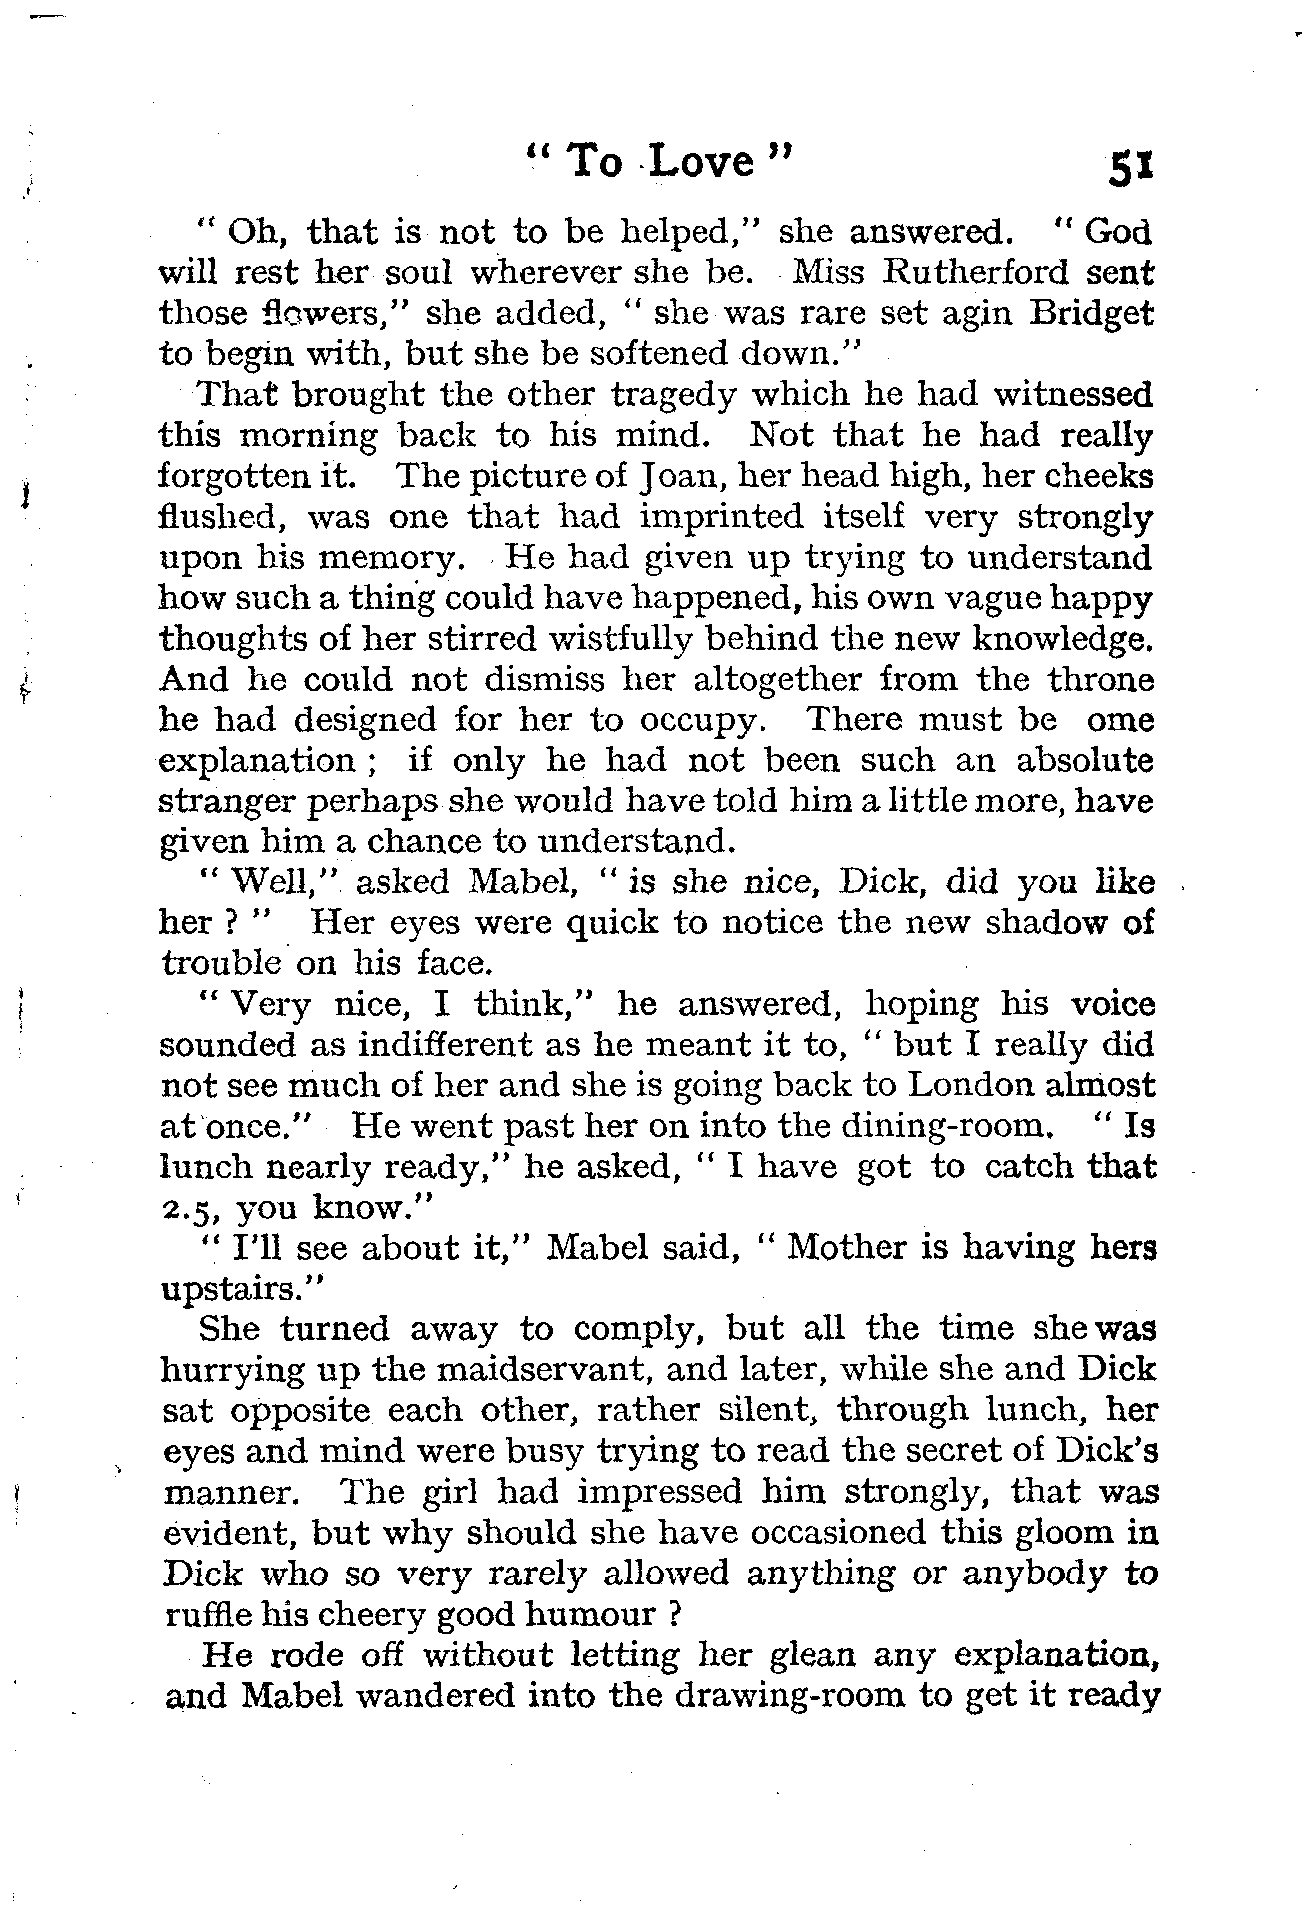 " To Love " 51
" Oh, that is not to be helped," she answered. " God
will rest her soul wherever she be. Miss Rutherford sent
those flowers," she added, " she was rare set agin Bridget
to begin with, but she be softened down."
That brought the other tragedy which he had witnessed
this morning back to his mind. Not that he had really
forgotten it. The picture of Joan, her head high, her cheeks
flushed, was one that had imprinted itself very strongly
upon his memory. He had given up trying to understand
how such a thing could have happened, his own vague happy
thoughts of her stirred wistfully behind the new knowledge.
And he could not dismiss her altogether from the throne
he had designed for her to occupy. There must be ome
explanation ; if only he had not been such an absolute
stranger perhaps she would have told him a little more, have
given him a chance to understand.
" Well," asked Mabel, " is she nice, Dick, did you like
her ? " Her eyes were quick to notice the new shadow of
trouble on his face.
" Very nice, I think," he answered, hoping his voice
sounded as indifferent as he meant it to, " but I really did
not see much of her and she is going back to London almost
at once." He went past her on into the dining-room. " Is
lunch nearly ready," he asked, " I have got to catch that
2.5, you know."
" I'll see about it," Mabel said, " Mother is having hers
upstairs."
She turned away to comply, but all the time she was
hurrying up the maidservant, and later, while she and Dick
sat opposite each other, rather silent, through lunch, her
eyes and mind were busy trying to read the secret of Dick's
manner. The girl had impressed him strongly, that was
evident, but why should she have occasioned this gloom in
Dick who so very rarely allowed anything or anybody to
ruffle his cheery good humour ?
He rode off without letting her glean any explanation,
and Mabel wandered into the drawing-room to get it ready